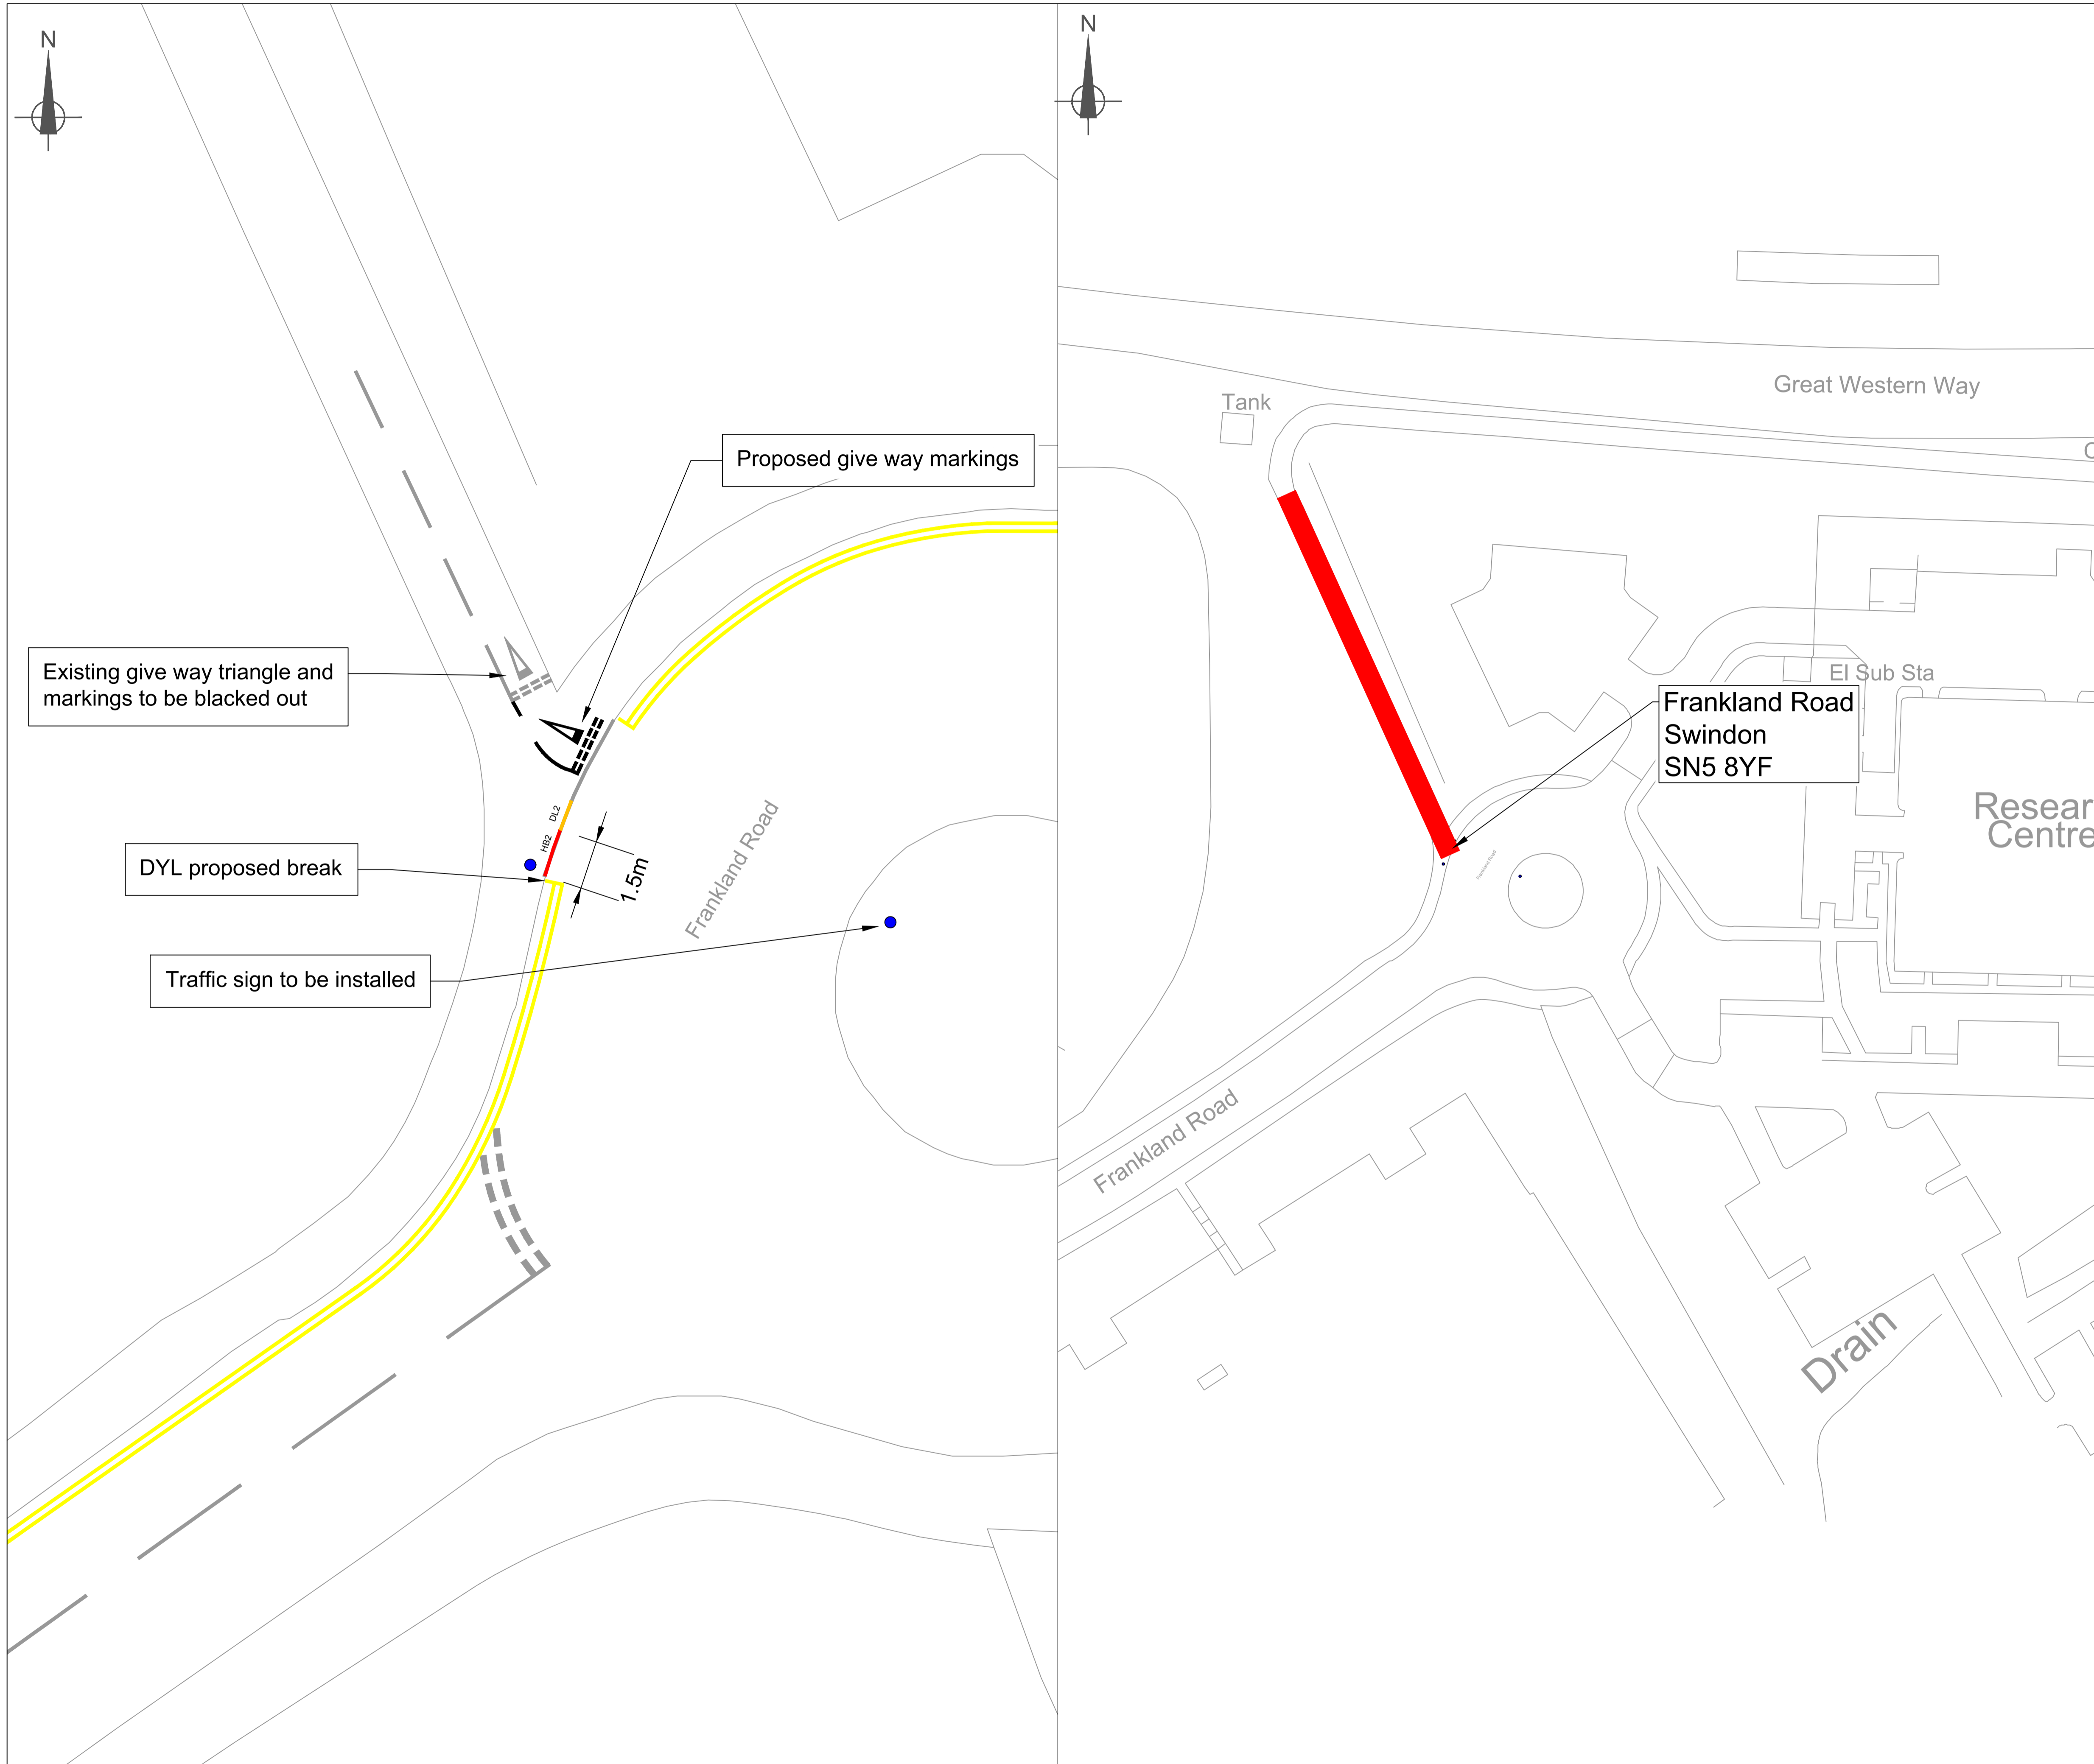 N
Proposed give way markings
Existing give way triangle and
markings to be blacked out
DL2
HB2
1.5m
DYL proposed break
Frankland Road
Traffic sign to be installed
N
Great Western Way
Tank
C
El Sub Sta
Frankland Road
Swindon
SN5 8YF
Resear
Centre
Frankland Road
Frankland Road
Drain